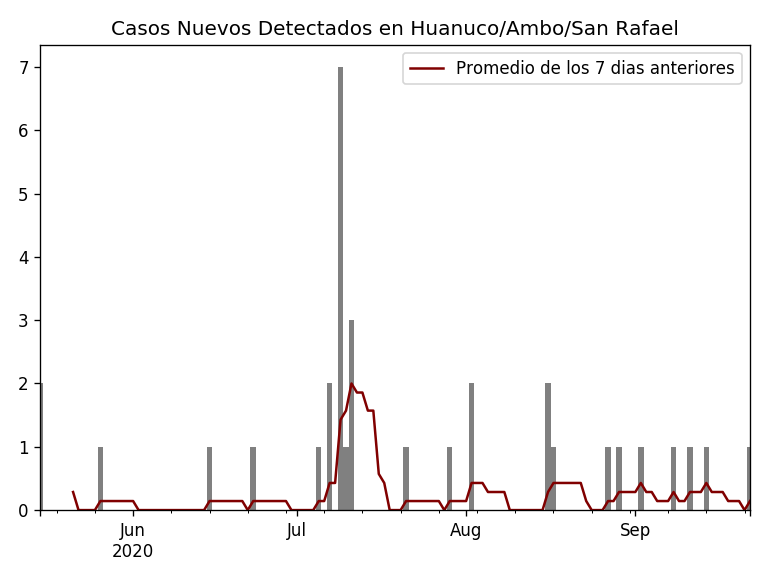 Casos Nuevos Detectados en Huanuco/Ambo/San Rafael
Promedio de los 7 dias anteriores
7
6
5
4
3
2
1
0
Jun
2020
Jul
Aug
Sep